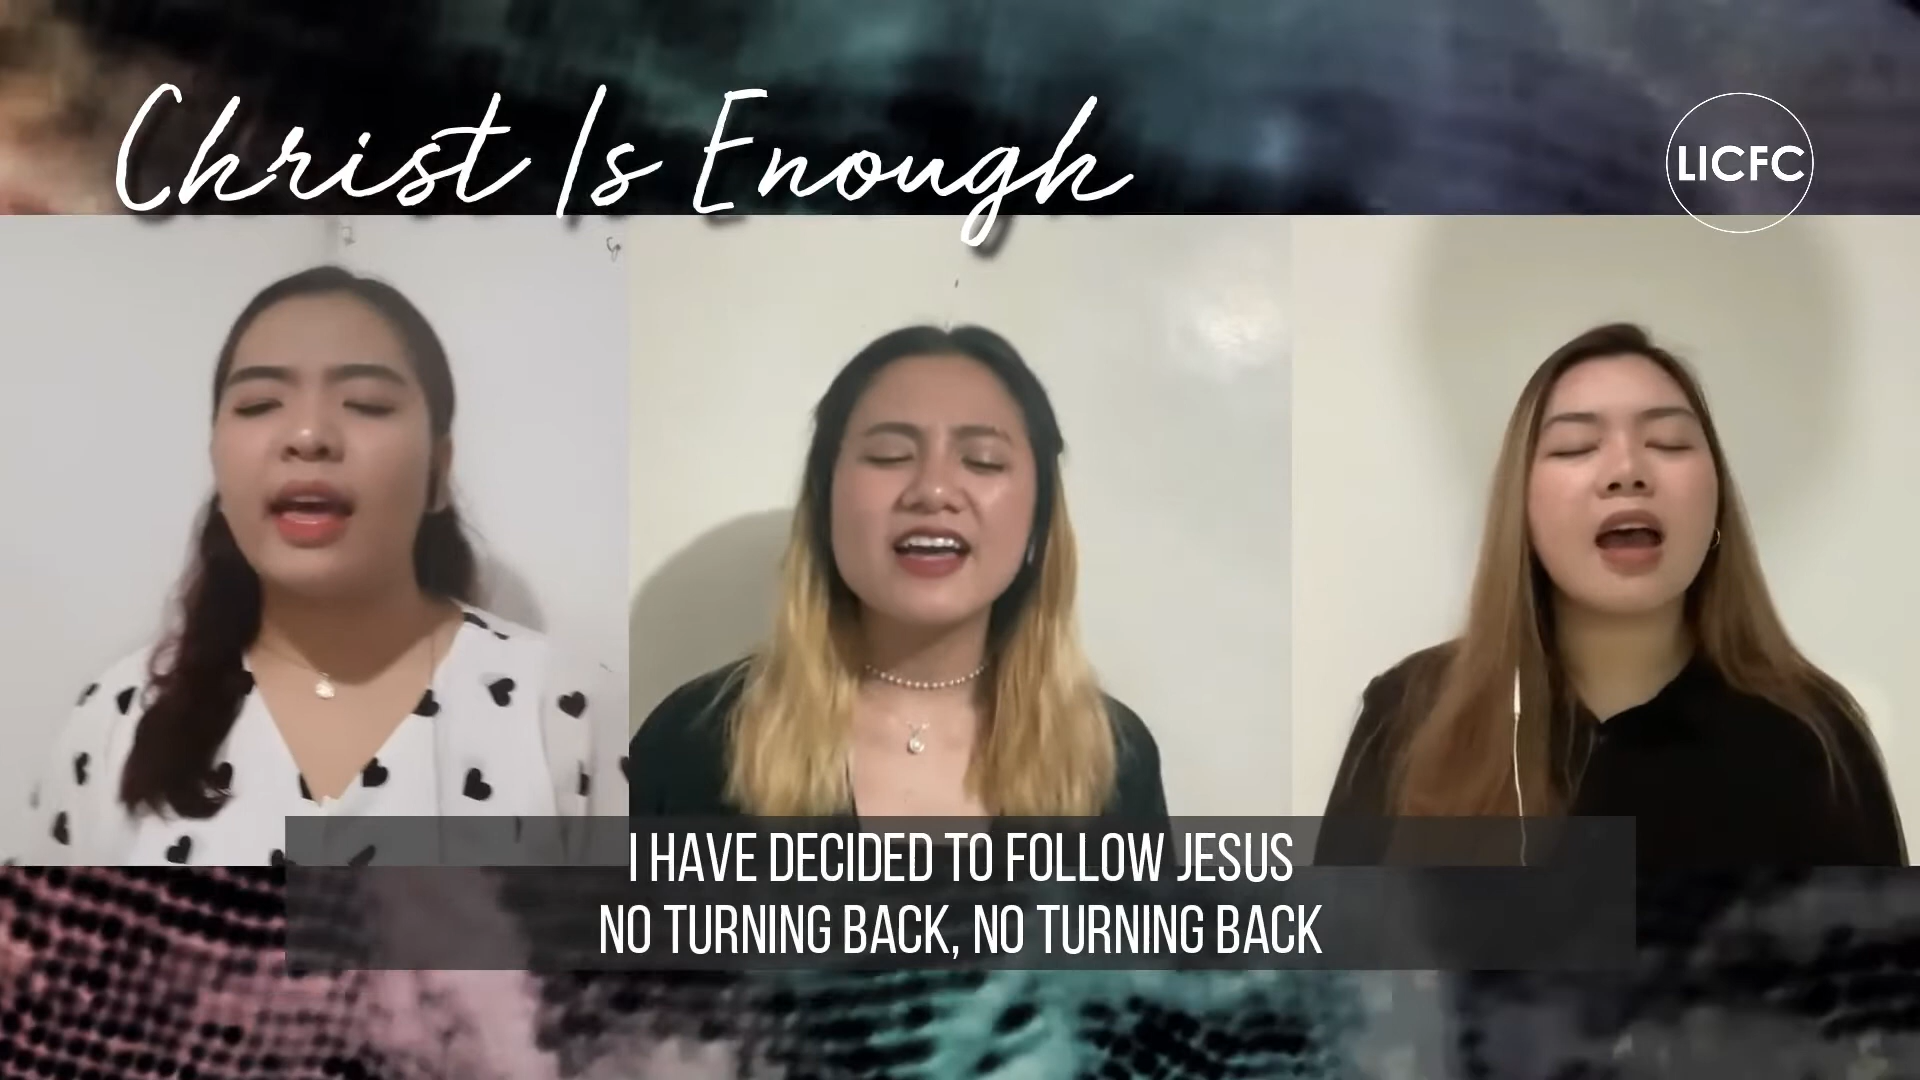 Christ Is Enough
LICFC
I HAVE DECIDED TO FOLLOW JESUS
NO TURNING BACK, NO TURNING BACK